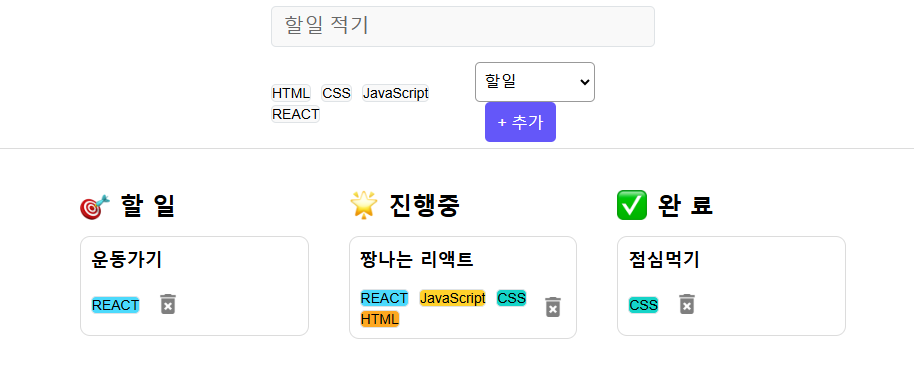 할일 적기
HTML CSS JavaScript
REACT
할일
+ 추가
할 일
운동가기
REACT
진행중
짱나는 리액트
REACT JavaScript CSS
HTML
완 료
점심먹기
CSS